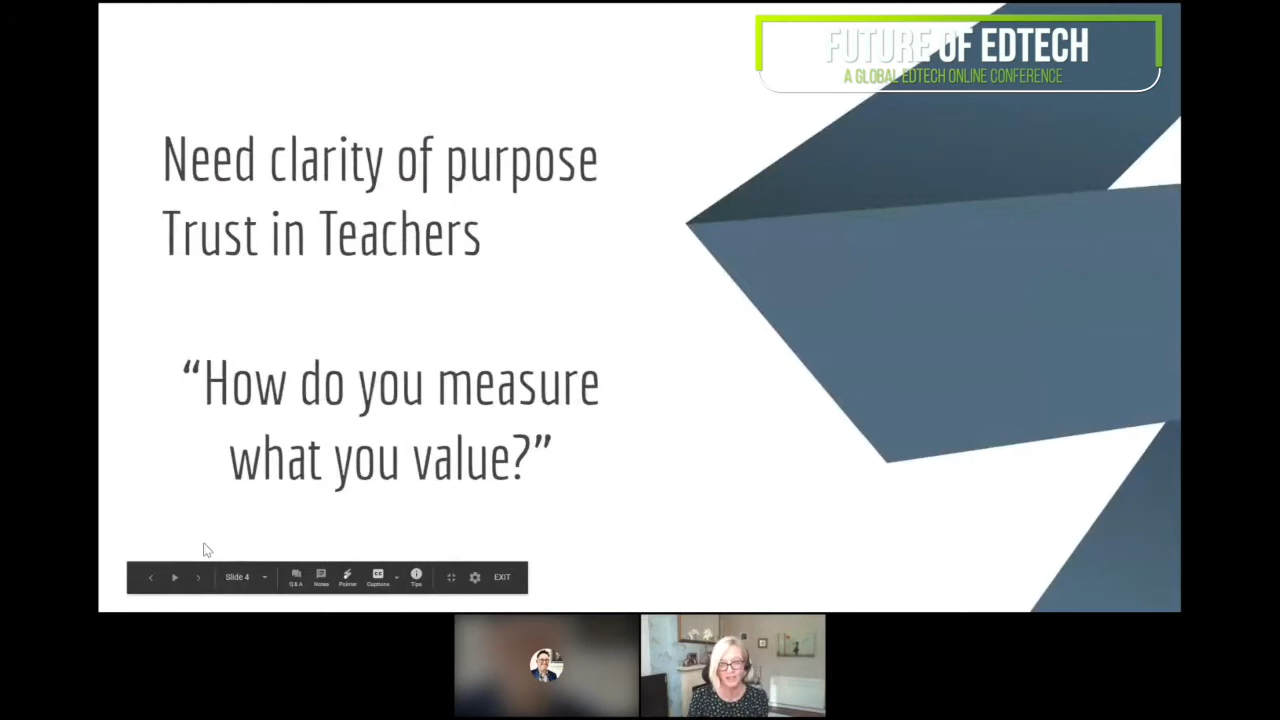 FUTURE OF EDTECH
A GLOBAL EDTECH ONLINE CONFERENCE
Need clarity of purpose
Trust in Teachers
“How do you measure
what you value?”
Slide 4
Q & A
Notes
Pointer
Captions
Tips
EXIT